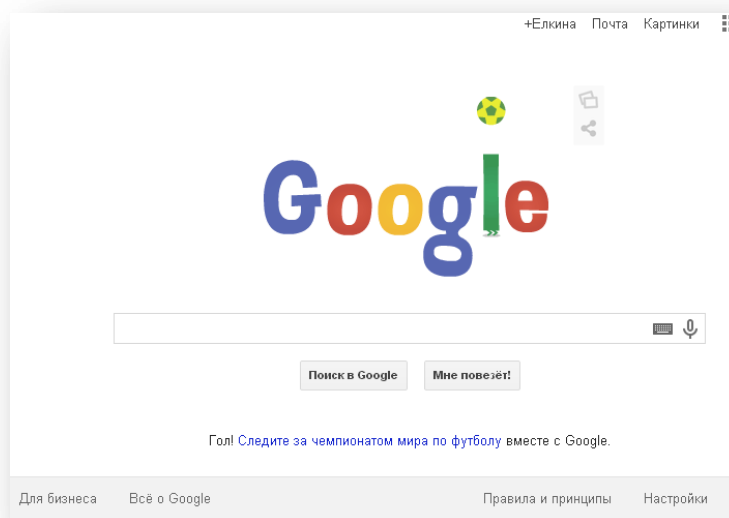 +Елкина Почта Картинки
Google
Поиск в Google Мне повезёт!
Гол! Следите за чемпионатом мира по футболу вместе с Google.
Для бизнеса Всё о Google Правила и принципы Настройки